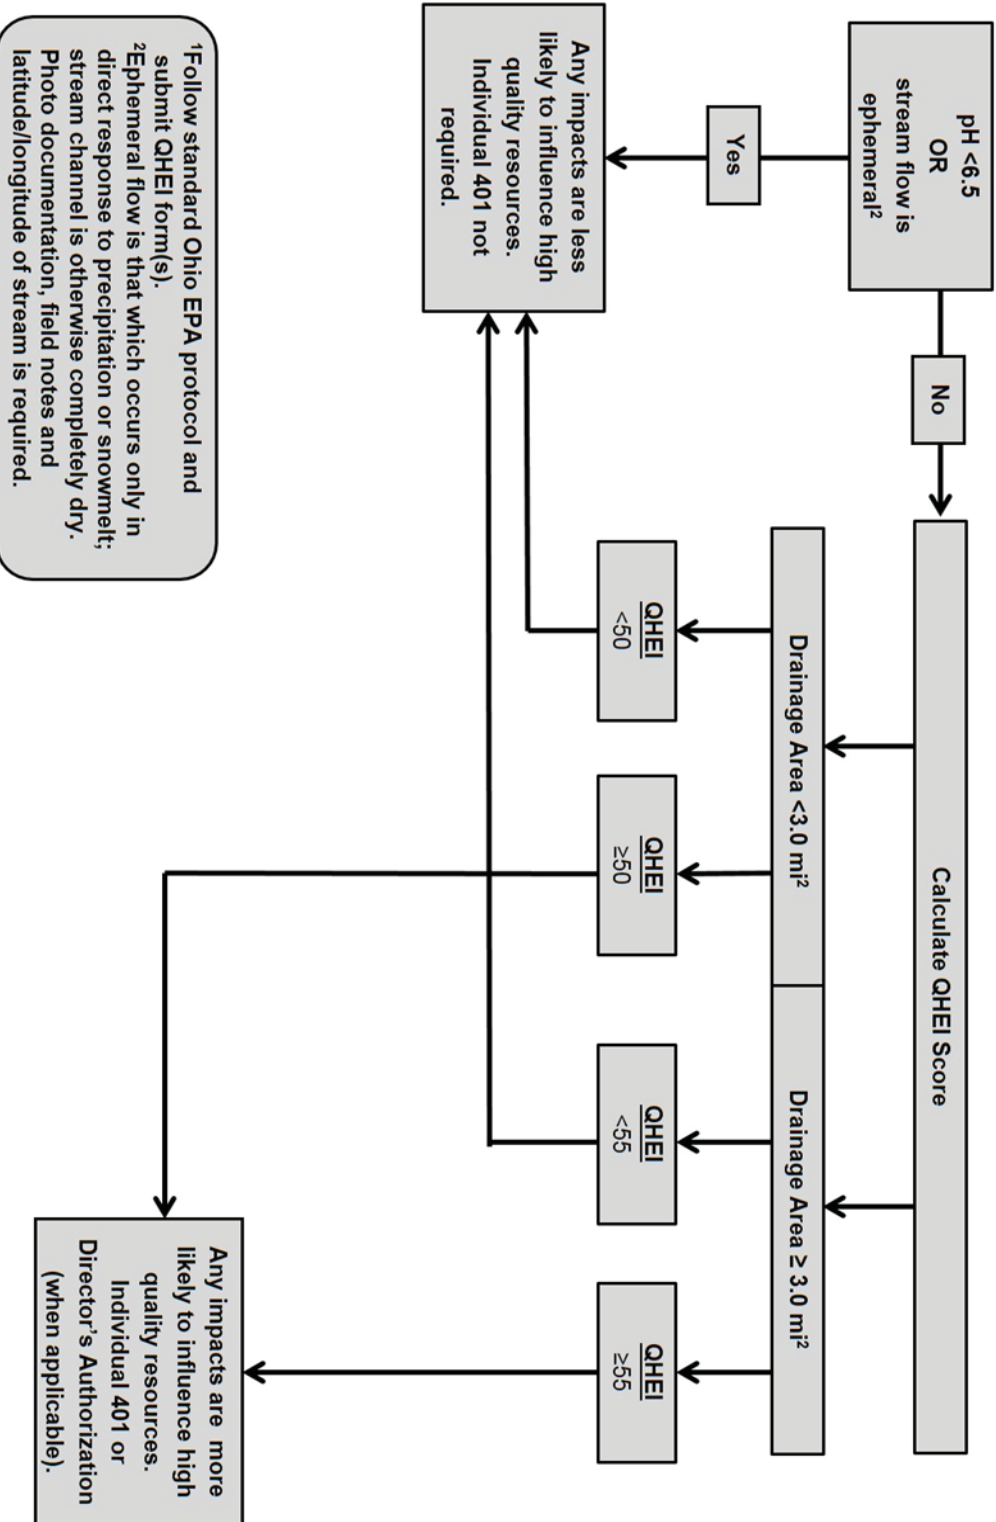 pH <6.5
OR
stream flow is
ephemeral²
No
Calculate QHEI Score
Yes
Drainage Area <3.0 mi²
Drainage Area ≥ 3.0 mi²
QHEI
<50
QHEI
≥50
QHEI
<55
QHEI
≥55
Any impacts are less
likely to influence high
quality resources.
Individual 401 not
required.
Any impacts are more
likely to influence high
quality resources.
Individual 401 or
Director's Authorization
(when applicable).
¹Follow standard Ohio EPA protocol and
submit QHEI form(s).
²Ephemeral flow is that which occurs only in
direct response to precipitation or snowmelt;
stream channel is otherwise completely dry.
Photo documentation, field notes and
latitude/longitude of stream is required.